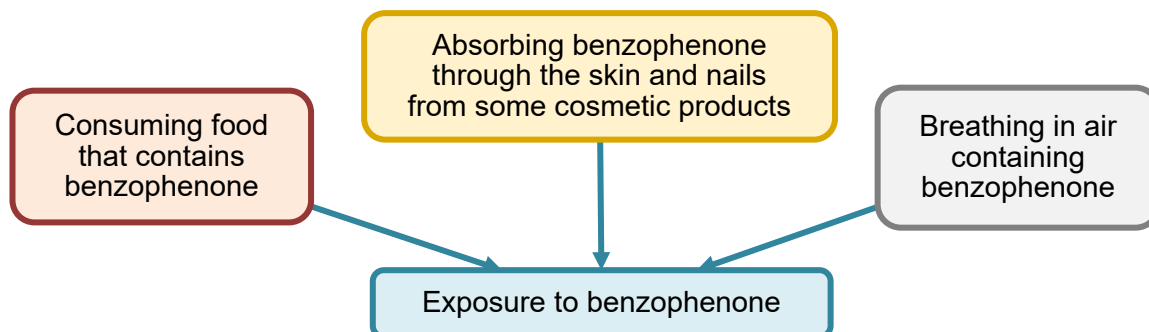 Consuming food
that contains
benzophenone
Absorbing benzophenone
through the skin and nails
from some cosmetic products
Breathing in air
containing
benzophenone
Exposure to benzophenone